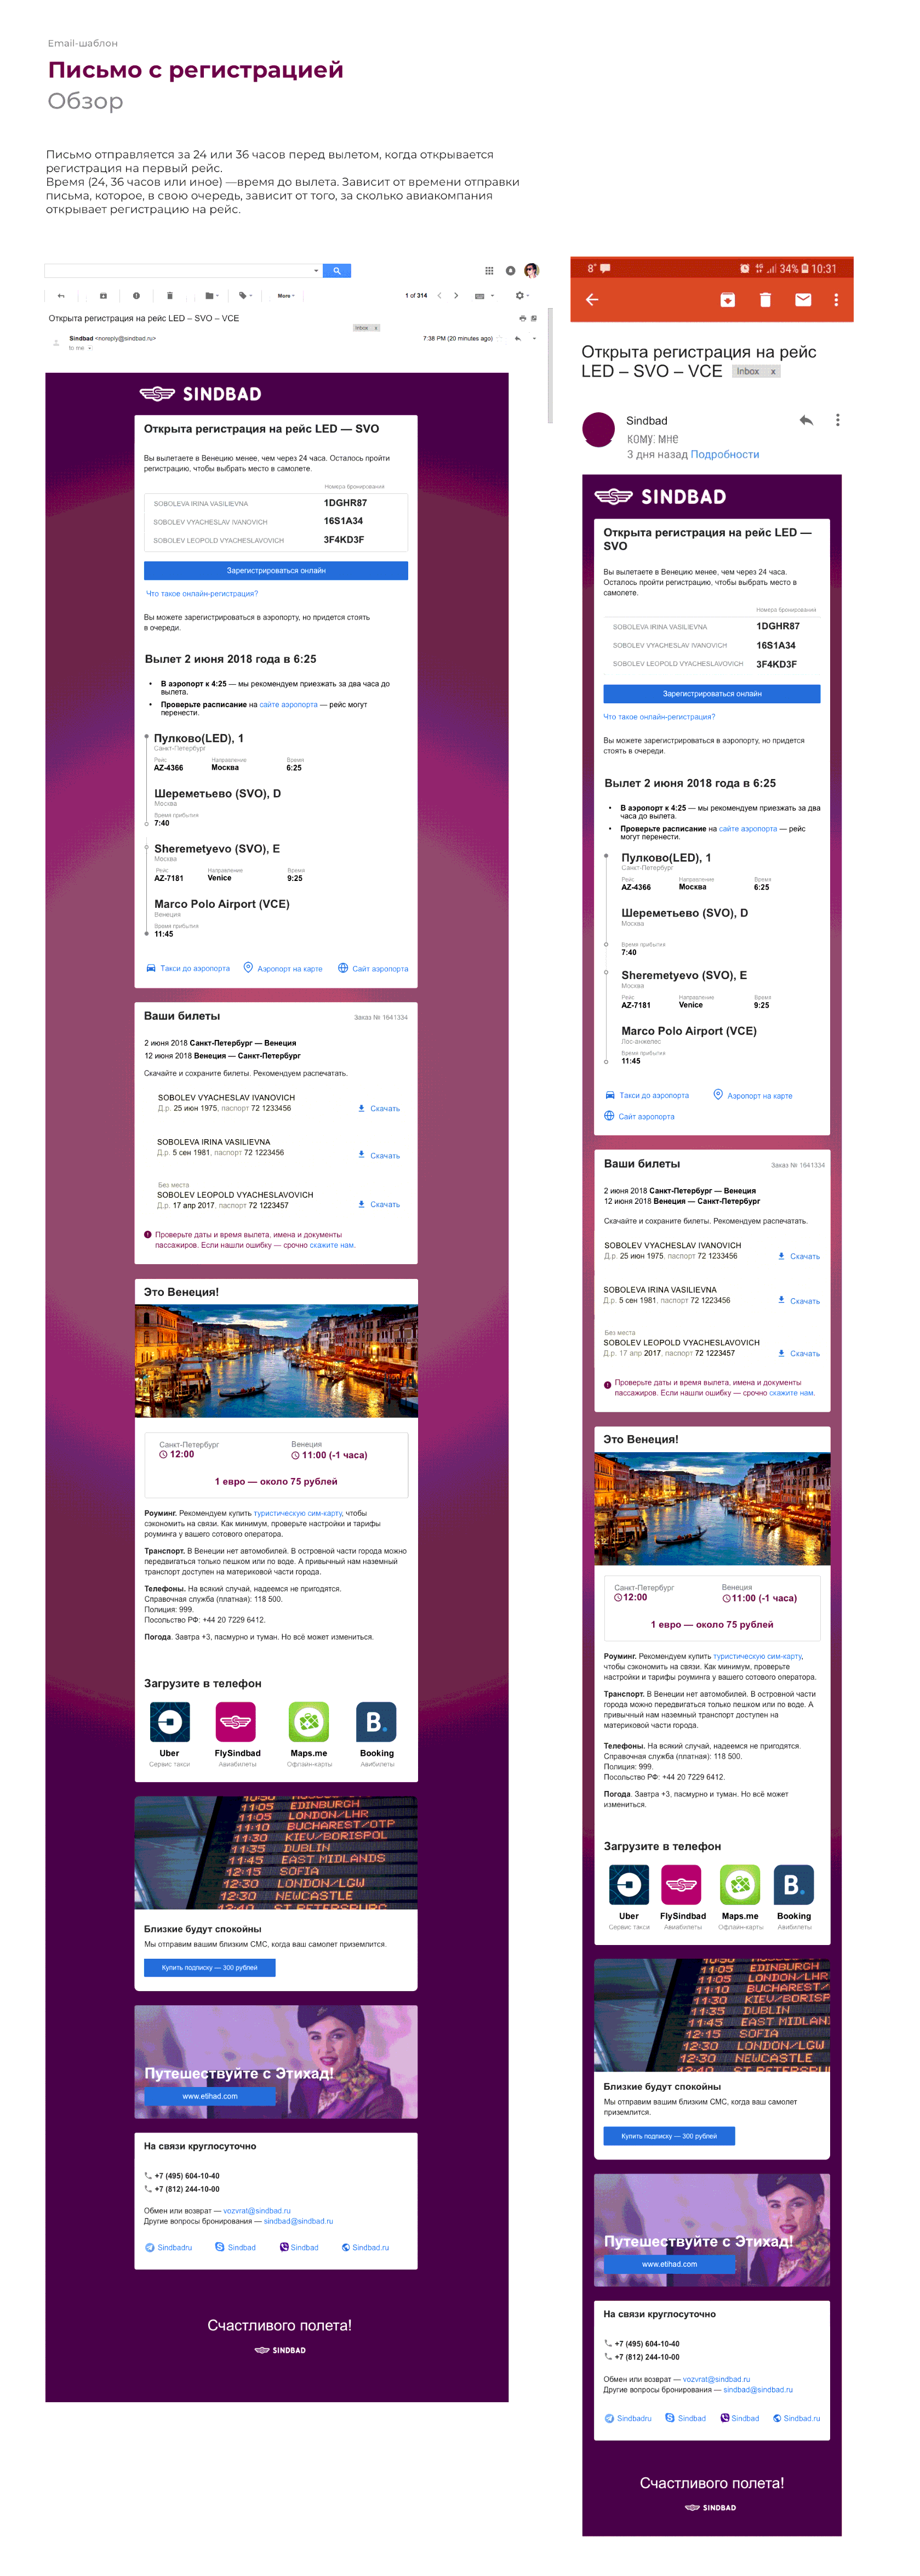 Email-шаблон
Письмо с регистрацией
Обзор
Письмо отправляется за 24 или 36 часов перед вылетом, когда открывается
регистрация на первый рейс.
Время (24, 36 часов или иное) —время до вылета. Зависит от времени отправки
письма, которое, в свою очередь, зависит от того, за сколько авиакомпания
открывает регистрацию на рейс.
More
1 of 314
Открыта регистрация на рейс LED – SVO – VCE
Inbox x
Sindbad <noreply@sindbad.ru>
7:38 PM (20 minutes ago)
to me
SINDBAD
Открыта регистрация на рейс LED — SVO
Вы вылетаете в Венецию менее, чем через 24 часа. Осталось пройти
регистрацию, чтобы выбрать место в самолете.
Номера бронирования
SOBOLEVA IRINA VASILIEVNA 1DGHR87
SOBOLEV VYACHESLAV IVANOVICH 16S1A34
SOBOLEV LEOPOLD VYACHESLAVOVICH 3F4KD3F
Зарегистрироваться онлайн
Что такое онлайн-регистрация?
Вы можете зарегистрироваться в аэропорту, но придется стоять
в очереди.
Вылет 2 июня 2018 года в 6:25
• В аэропорт к 4:25 — мы рекомендуем приезжать за два часа до
вылета.
• Проверьте расписание на сайте аэропорта — рейс могут
перенести.
Пулково(LED), 1
Санкт-Петербург
Рейс Направление Время
AZ-4366 Москва 6:25
Шереметьево (SVO), D
Москва
Время прибытия
7:40
Sheremetyevo (SVO), E
Москва
Рейс Направление Время
AZ-7181 Venice 9:25
Marco Polo Airport (VCE)
Венеция
Время прибытия
11:45
Такси до аэропорта Аэропорт на карте Сайт аэропорта
Ваши билеты Заказ № 1641334
2 июня 2018 Санкт-Петербург — Венеция
12 июня 2018 Венеция — Санкт-Петербург
Скачайте и сохраните билеты. Рекомендуем распечатать.
SOBOLEV VYACHESLAV IVANOVICH
Д.р. 25 июн 1975, паспорт 72 1233456 Скачать
SOBOLEVA IRINA VASILIEVNA
Д.р. 5 сен 1981, паспорт 72 1223456 Скачать
Без места
SOBOLEV LEOPOLD VYACHESLAVOVICH
Д.р. 17 апр 2017, паспорт 72 1223457 Скачать
Проверьте даты и время вылета, имена и документы
пассажиров. Если нашли ошибку — срочно скажите нам.
Это Венеция!
Санкт-Петербург Венеция
12:00 11:00 (-1 часа)
1 евро — около 75 рублей
Роуминг. Рекомендуем купить туристическую сим-карту, чтобы
сэкономить на связи. Как минимум, проверьте настройки и тарифы
роуминга у вашего сотового оператора.
Транспорт. В Венеции нет автомобилей. В островной части города можно
передвигаться только пешком или по воде. А привычный нам наземный
транспорт доступен на материковой части города.
Телефоны. На всякий случай, надеемся не пригодятся.
Справочная служба (платная): 118 500.
Полиция: 999.
Посольство РФ: +44 20 7229 6412.
Погода. Завтра +3, пасмурно и туман. Но всё может измениться.
Загрузите в телефон
B.
Uber FlySindbad Maps.me Booking
Сервис такси Авиабилеты Офлайн-карты Авибилеты
11:05 EDINBURGH
11:05 LONDON/LHR
11:10 BUCHAREST/OTP
11:30 KIEV/BORISPOL
11:35 DUBLIN
11:45 EAST MIDLANDS
12:15 SOFIA
12:30 LONDON/LGW
12:30 NEWCASTLE
ST PETERSBURG
Близкие будут спокойны
Мы отправим вашим близким СМС, когда ваш самолет приземлится.
Купить подписку — 300 рублей
Путешествуйте с Этихад!
www.etihad.com
На связи круглосуточно
+7 (495) 604-10-40
+7 (812) 244-10-00
Обмен или возврат — vozvrat@sindbad.ru
Другие вопросы бронирования — sindbad@sindbad.ru
Sindbadru Sindbad Sindbad Sindbad.ru
Счастливого полета!
SINDBAD
8° 34% 10:31
Открыта регистрация на рейс
LED – SVO – VCE Inbox x
Sindbad
кому: мне
3 дня назад Подробности
SINDBAD
Открыта регистрация на рейс LED —
SVO
Вы вылетаете в Венецию менее, чем через 24 часа.
Осталось пройти регистрацию, чтобы выбрать место в
самолете.
Номера бронирования
SOBOLEVA IRINA VASILIEVNA 1DGHR87
SOBOLEV VYACHESLAV IVANOVICH 16S1A34
SOBOLEV LEOPOLD VYACHESLAVOVICH 3F4KD3F
Зарегистрироваться онлайн
Что такое онлайн-регистрация?
Вы можете зарегистрироваться в аэропорту, но придется
стоять в очереди.
Вылет 2 июня 2018 года в 6:25
• В аэропорт к 4:25 — мы рекомендуем приезжать за два
часа до вылета.
• Проверьте расписание на сайте аэропорта — рейс
могут перенести.
Пулково(LED), 1
Санкт-Петербург
Рейс Направление Время
AZ-4366 Москва 6:25
Шереметьево (SVO), D
Москва
Время прибытия
7:40
Sheremetyevo (SVO), E
Москва
Рейс Направление Время
AZ-7181 Venice 9:25
Marco Polo Airport (VCE)
Лос-анжелес
Время прибытия
11:45
Такси до аэропорта Аэропорт на карте
Сайт аэропорта
Ваши билеты Заказ № 1641334
2 июня 2018 Санкт-Петербург — Венеция
12 июня 2018 Венеция — Санкт-Петербург
Скачайте и сохраните билеты. Рекомендуем распечатать.
SOBOLEV VYACHESLAV IVANOVICH
Д.р. 25 июн 1975, паспорт 72 1233456 Скачать
SOBOLEVA IRINA VASILIEVNA
Д.р. 5 сен 1981, паспорт 72 1223456 Скачать
Без места
SOBOLEV LEOPOLD VYACHESLAVOVICH
Д.р. 17 апр 2017, паспорт 72 1223457 Скачать
Проверьте даты и время вылета, имена и документы
пассажиров. Если нашли ошибку — срочно скажите нам.
Это Венеция!
Санкт-Петербург Венеция
12:00 11:00 (-1 часа)
1 евро — около 75 рублей
Роуминг. Рекомендуем купить туристическую сим-карту,
чтобы сэкономить на связи. Как минимум, проверьте
настройки и тарифы роуминга у вашего сотового оператора.
Транспорт. В Венеции нет автомобилей. В островной части
города можно передвигаться только пешком или по воде. А
привычный нам наземный транспорт доступен на
материковой части города.
Телефоны. На всякий случай, надеемся не пригодятся.
Справочная служба (платная): 118 500.
Полиция: 999.
Посольство РФ: +44 20 7229 6412.
Погода. Завтра +3, пасмурно и туман. Но всё может
измениться.
Загрузите в телефон
B.
Uber FlySindbad Maps.me Booking
Сервис такси Авиабилеты Офлайн-карты Авибилеты
11:05 EDINBURGH
11:05 LONDON/LHR
11:10 BUCHAREST
11:30 KIEV/BORISP
11:35 DUBLIN
11:45 EAST MIDLAN
12:15 SOFIA
12:30 LONDON/LGW
12:30 NEWCASTLE
ST PETERSBUR
Близкие будут спокойны
Мы отправим вашим близким СМС, когда ваш самолет
приземлится.
Купить подписку — 300 рублей
Путешествуйте с Этихад!
www.etihad.com
На связи круглосуточно
+7 (495) 604-10-40
+7 (812) 244-10-00
Обмен или возврат — vozvrat@sindbad.ru
Другие вопросы бронирования — sindbad@sindbad.ru
Sindbadru Sindbad Sindbad Sindbad.ru
Счастливого полета!
SINDBAD